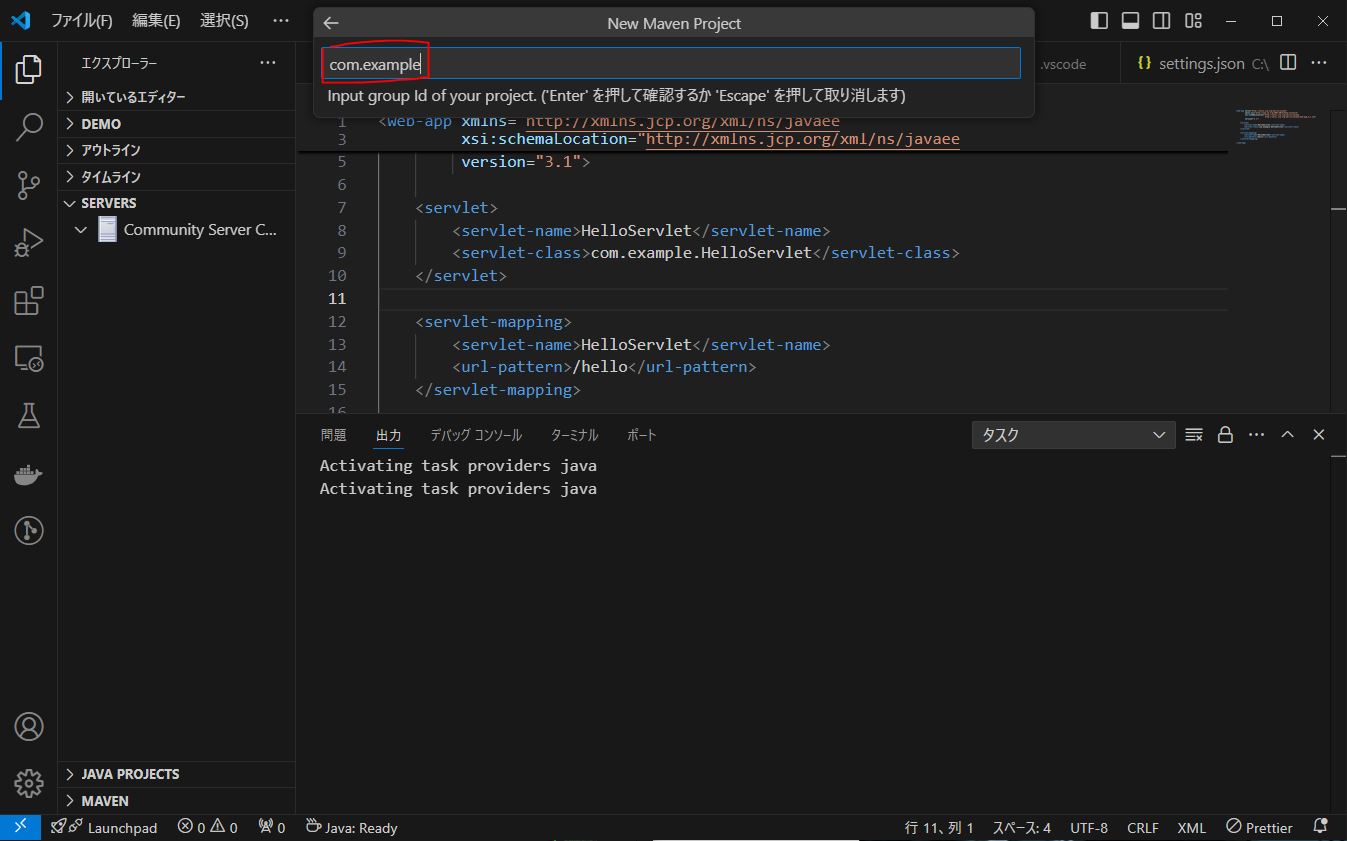 ファイル(F) 編集(E) 選択(S) ···
New Maven Project
com.example
Input group Id of your project. ('Enter' を押して確認するか 'Escape' を押して取り消します)
エクスプローラー ···
開いているエディター
DEMO
アウトライン
タイムライン
SERVERS
Community Server C...
.vscode {} settings.json C:\ ···
1 <web-app xmlns="http://xmlns.jcp.org/xml/ns/javaee
3 xsi:schemaLocation="http://xmlns.jcp.org/xml/ns/javaee
5 version="3.1">
6
7 <servlet>
8 <servlet-name>HelloServlet</servlet-name>
9 <servlet-class>com.example.HelloServlet</servlet-class>
10 </servlet>
11
12 <servlet-mapping>
13 <servlet-name>HelloServlet</servlet-name>
14 <url-pattern>/hello</url-pattern>
15 </servlet-mapping>
16
問題 出力 デバッグ コンソール ターミナル ポート タスク ···
Activating task providers java
Activating task providers java
JAVA PROJECTS
MAVEN
Launchpad 0 0 0 Java: Ready 行 11、列 1 スペース: 4 UTF-8 CRLF XML Prettier